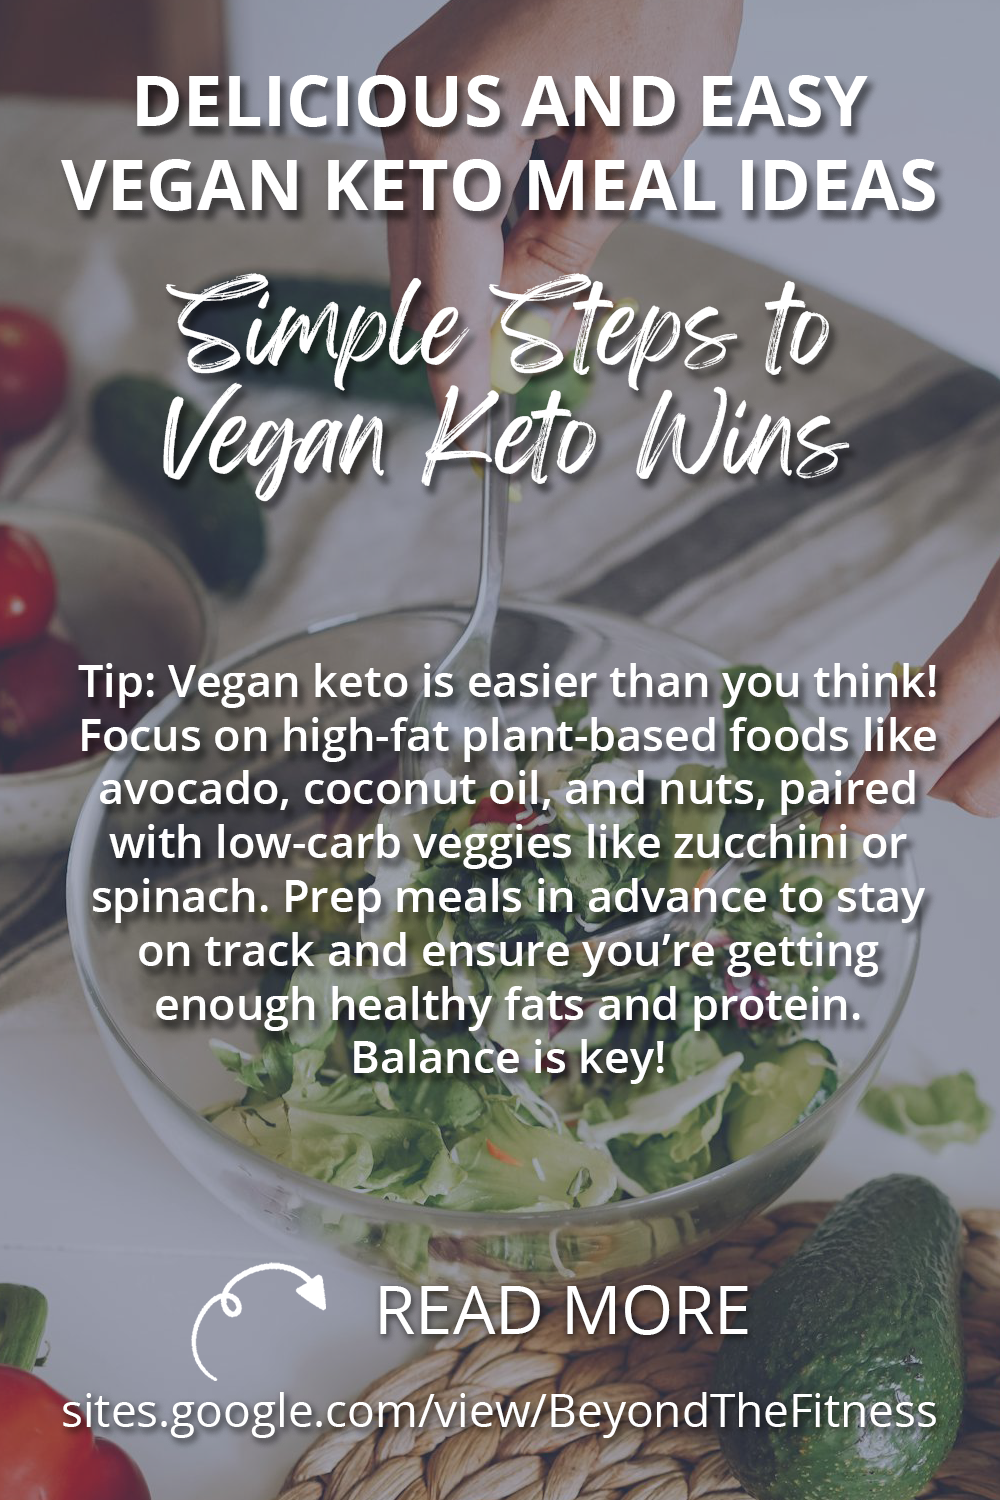 DELICIOUS AND EASY
VEGAN KETO MEAL IDEAS
Simple Steps to
Vegan Keto Wins
Tip: Vegan keto is easier than you think!
Focus on high-fat plant-based foods like
avocado, coconut oil, and nuts, paired
with low-carb veggies like zucchini or
spinach. Prep meals in advance to stay
on track and ensure you’re getting
enough healthy fats and protein.
Balance is key!
READ MORE
sites.google.com/view/BeyondTheFitness